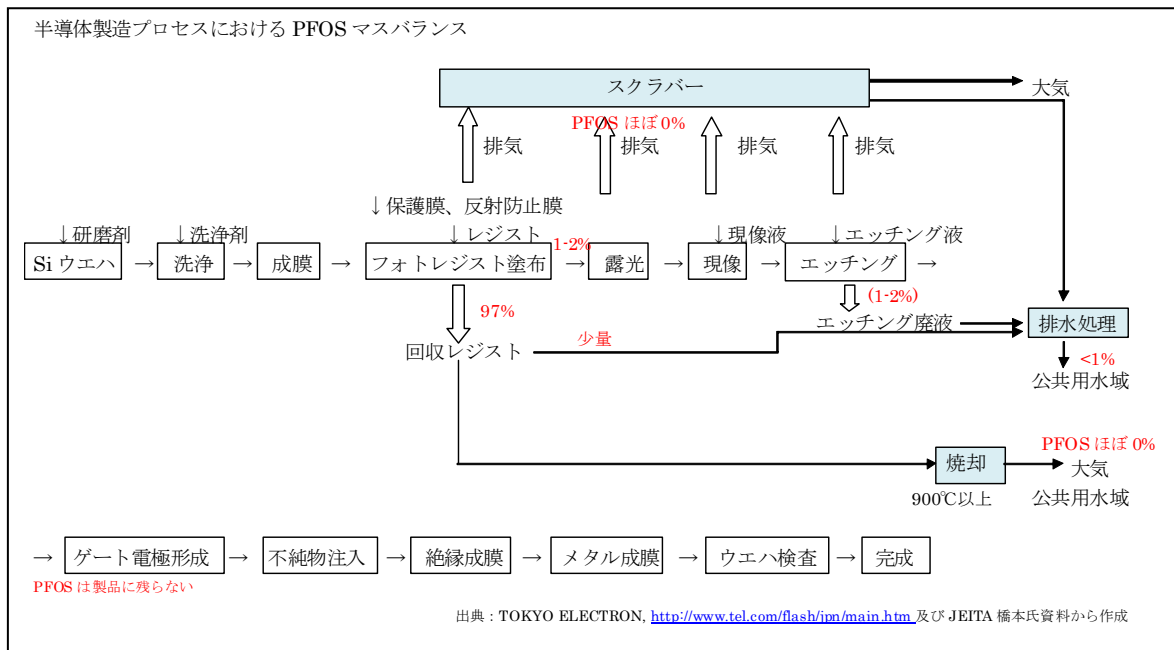 半導体製造プロセスにおける PFOS マスバランス
スクラバー
大気
PFOS ほぼ 0%
排気
排気
排気
排気
↓保護膜、反射防止膜
↓研磨剤
↓洗浄剤
↓レジスト
↓現像液
↓エッチング液
1-2%
Si ウエハ → 洗浄 → 成膜 → フォトレジスト塗布 → 露光 → 現像 → エッチング →
97%
(1-2%)
エッチング廃液
排水処理
少量
回収レジスト
<1%
公共用水域
PFOS ほぼ 0%
焼却
大気
900℃以上
公共用水域
→ ゲート電極形成 → 不純物注入 → 絶縁成膜 → メタル成膜 → ウエハ検査 → 完成
PFOS は製品に残らない
出典：TOKYO ELECTRON, http://www.tel.com/flash/jpn/main.htm 及び JEITA 橋本氏資料から作成